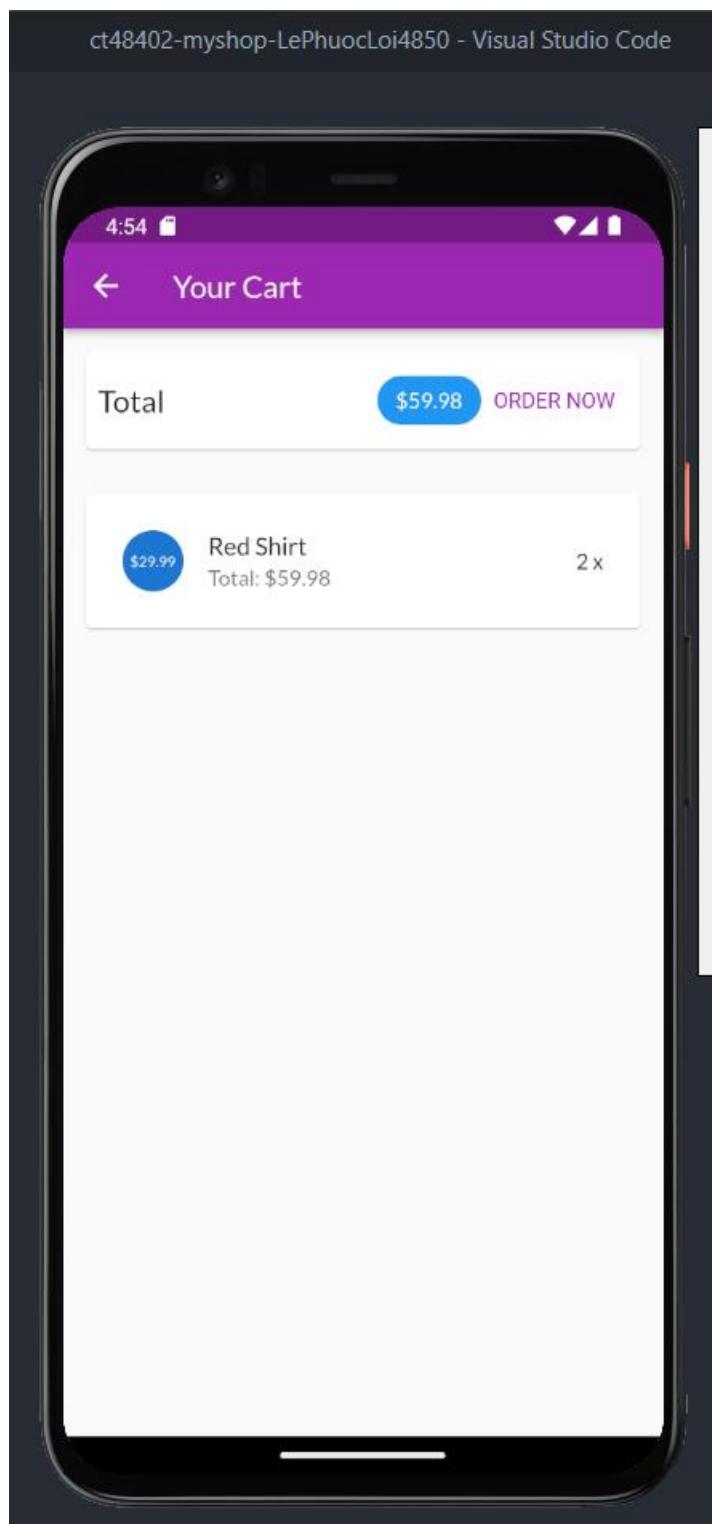 ct48402-myshop-LePhuocLoi4850 - Visual Studio Code
4:54
Your Cart
Total $59.98 ORDER NOW
$29.99 Red Shirt 2 x
Total: $59.98